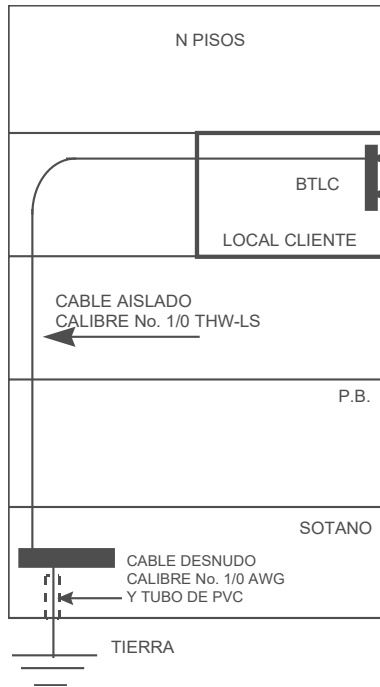 N PISOS
BTLC
LOCAL CLIENTE
CABLE AISLADO
CALIBRE No. 1/0 THW-LS
P.B.
SOTANO
CABLE DESNUDO
CALIBRE No. 1/0 AWG
Y TUBO DE PVC
TIERRA